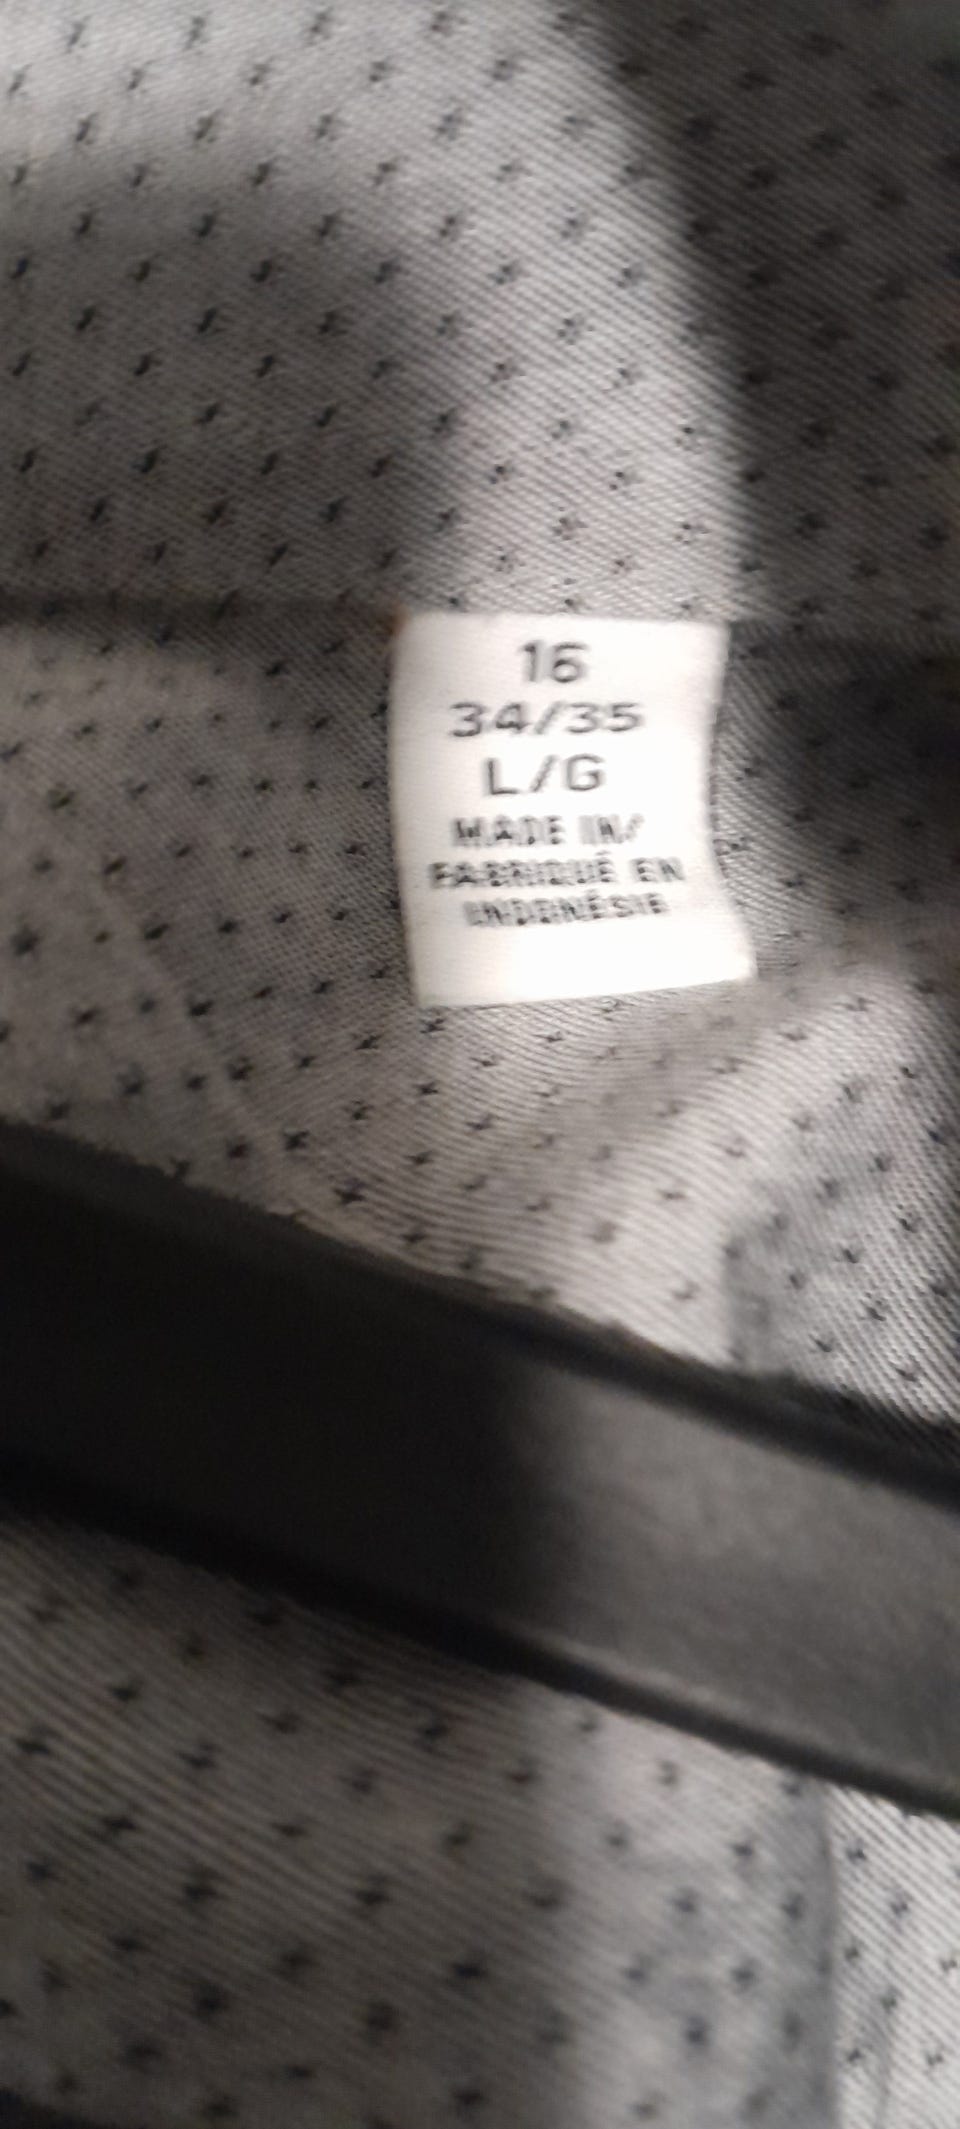 16
34/35
L/G
MADE IN/
FABRIQUÉ EN
INDONÉSIE